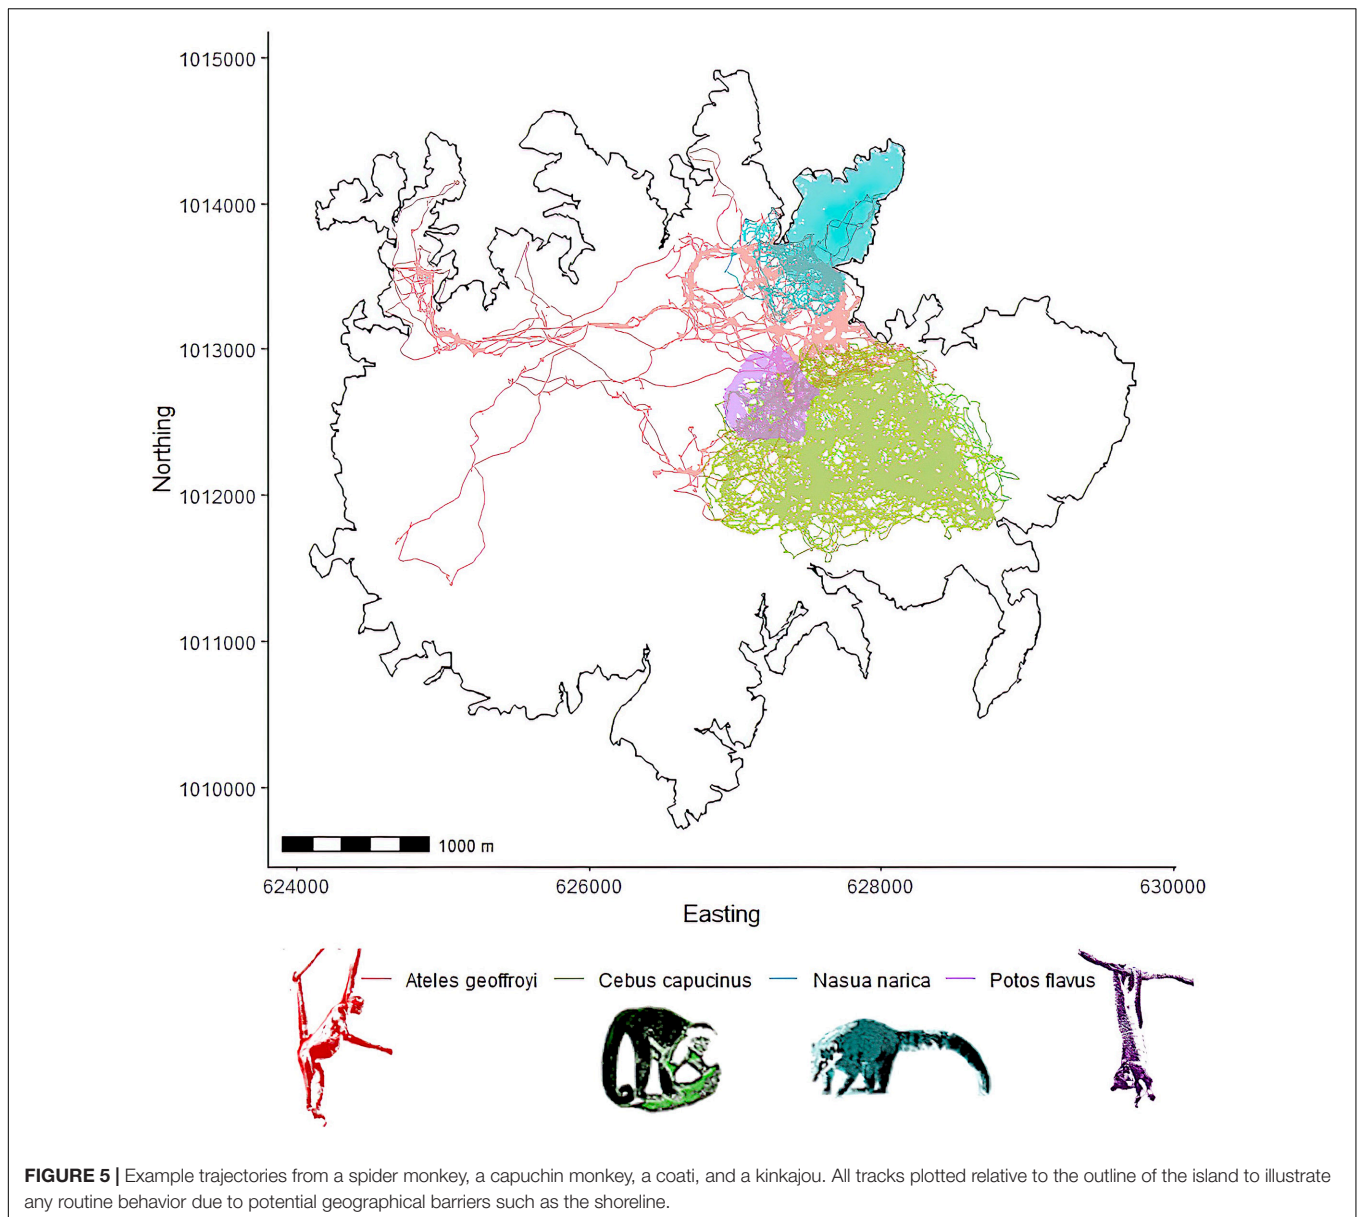 1015000
1014000
1013000
1012000
1011000
1010000
Northing
1000 m
624000
626000
628000
630000
Easting
Ateles geoffroyi
Cebus capucinus
Nasua narica
Potos flavus
FIGURE 5 | Example trajectories from a spider monkey, a capuchin monkey, a coati, and a kinkajou. All tracks plotted relative to the outline of the island to illustrate
any routine behavior due to potential geographical barriers such as the shoreline.